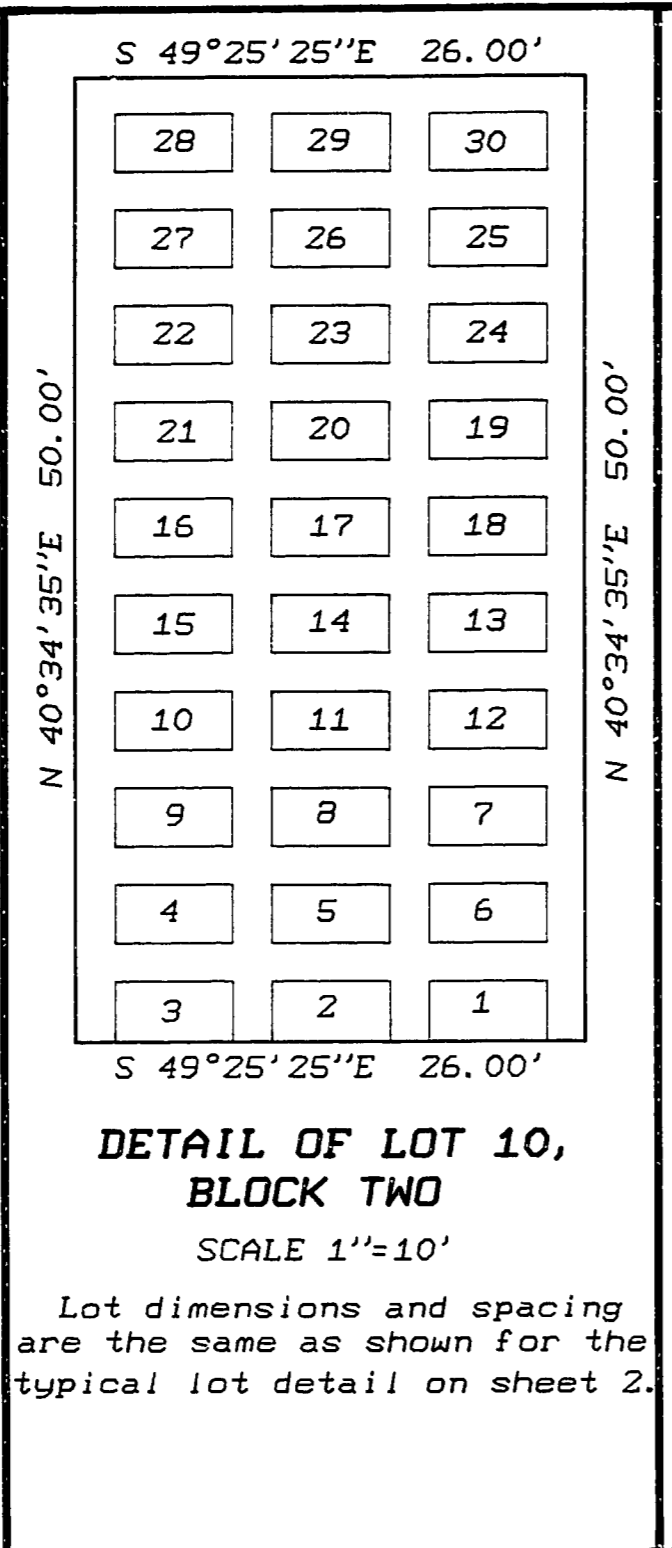 S 49°25'25''E 26.00'
28 29 30
27 26 25
22 23 24
21 20 19
16 17 18
15 14 13
10 11 12
9 8 7
4 5 6
3 2 1
N 40°34'35''E 50.00'
N 40°34'35''E 50.00'
S 49°25'25''E 26.00'
DETAIL OF LOT 10,
BLOCK TWO
SCALE 1''=10'
Lot dimensions and spacing
are the same as shown for the
typical lot detail on sheet 2.